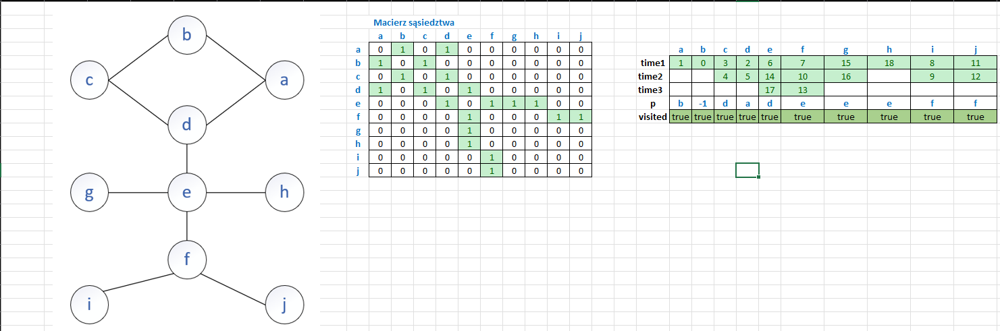 b
c
a
d
g
e
h
f
i
j
Macierz sąsiedztwa
a b c d e f g h i j
a 0 1 0 1 0 0 0 0 0 0
b 1 0 1 0 0 0 0 0 0 0
c 0 1 0 1 0 0 0 0 0 0
d 1 0 1 0 1 0 0 0 0 0
e 0 0 0 1 0 1 1 1 0 0
f 0 0 0 0 1 0 0 0 1 1
g 0 0 0 0 1 0 0 0 0 0
h 0 0 0 0 1 0 0 0 0 0
i 0 0 0 0 0 1 0 0 0 0
j 0 0 0 0 0 1 0 0 0 0
a b c d e f g h i j
time1 1 0 3 2 6 7 15 18 8 11
time2 4 5 14 10 16 9 12
time3 17 13
p b -1 d a d e e e f f
visited true true true true true true true true true true